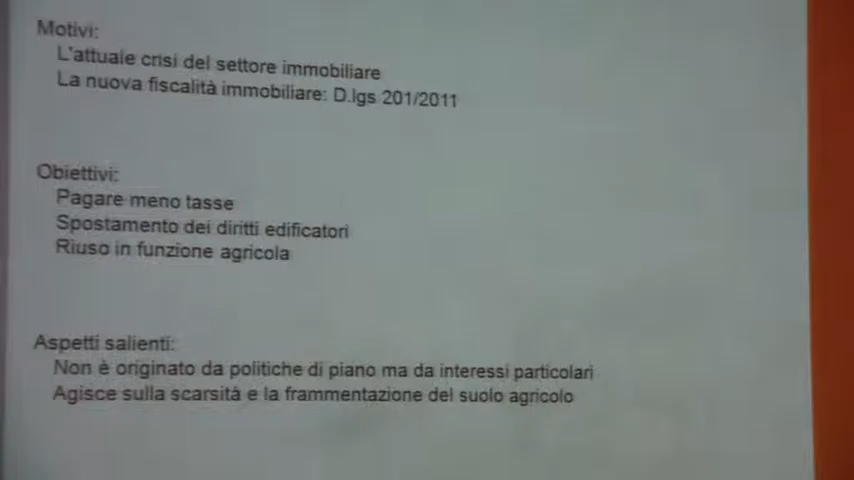 Motivi:
L'attuale crisi del settore immobiliare
La nuova fiscalità immobiliare: D.lgs 201/2011
Obiettivi:
Pagare meno tasse
Spostamento dei diritti edificatori
Riuso in funzione agricola
Aspetti salienti:
Non è originato da politiche di piano ma da interessi particolari
Agisce sulla scarsità e la frammentazione del suolo agricolo